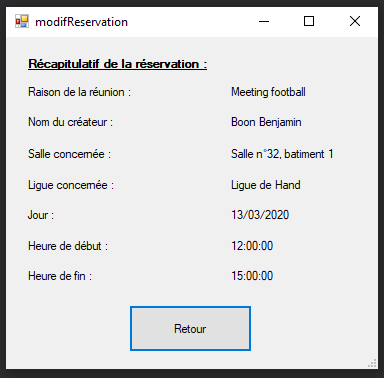 modifReservation
Récapitulatif de la réservation :
Raison de la réunion : Meeting football
Nom du créateur : Boon Benjamin
Salle concernée : Salle n°32, batiment 1
Ligue concernée : Ligue de Hand
Jour : 13/03/2020
Heure de début : 12:00:00
Heure de fin : 15:00:00
Retour